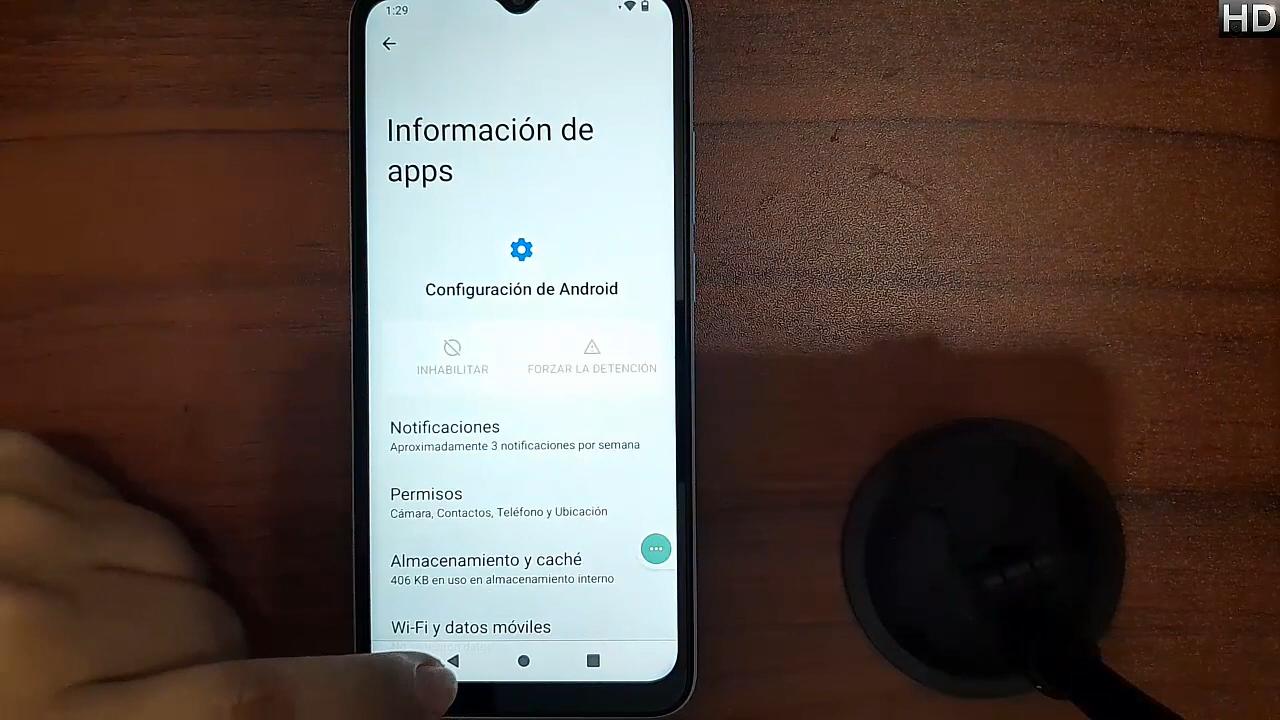 HD
1:29
Información de
apps
Configuración de Android
INHABILITAR
FORZAR LA DETENCIÓN
Notificaciones
Aproximadamente 3 notificaciones por semana
Permisos
Cámara, Contactos, Teléfono y Ubicación
Almacenamiento y caché
406 KB en uso en almacenamiento interno
Wi-Fi y datos móviles